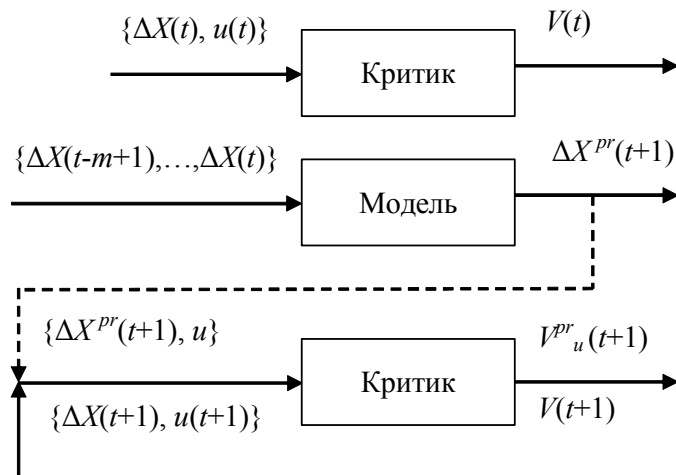 {ΔX(t), u(t)}
Критик
V(t)
{ΔX(t-m+1),…,ΔX(t)}
Модель
ΔX^pr(t+1)
{ΔX^pr(t+1), u}
Критик
V^pr_u(t+1)
{ΔX(t+1), u(t+1)}
V(t+1)